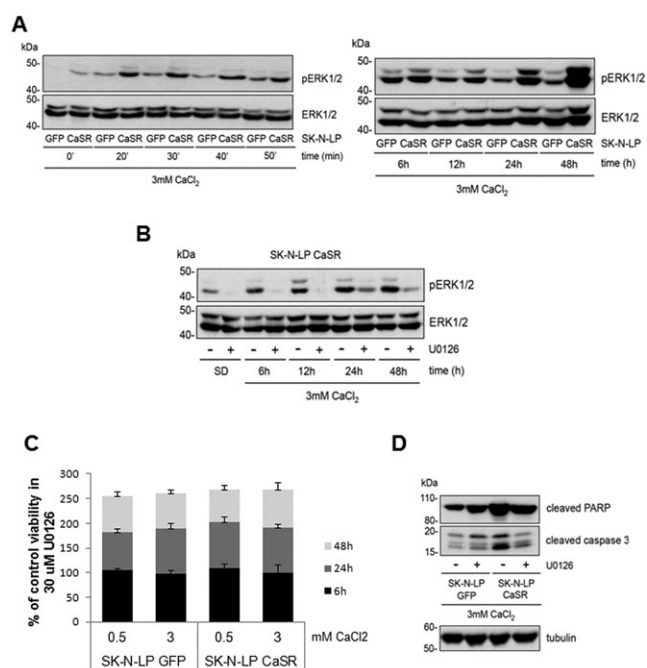 A
kDa
50-
40-
50-
40-
pERK1/2
ERK1/2
GFP CaSR GFP CaSR GFP CaSR GFP CaSR GFP CaSR SK-N-LP
0' 20' 30' 40' 50' time (min)
3mM CaCl₂
kDa
50-
40-
50-
40-
pERK1/2
ERK1/2
GFP CaSR GFP CaSR GFP CaSR GFP CaSR SK-N-LP
6h 12h 24h 48h time (h)
3mM CaCl₂
B
SK-N-LP CaSR
kDa
50-
40-
50-
40-
pERK1/2
ERK1/2
- + - + - + - + - + U0126
SD 6h 12h 24h 48h time (h)
3mM CaCl₂
C
% of control viability in
30 uM U0126
300
250
200
150
100
50
0
48h
24h
6h
0.5 3 0.5 3 mM CaCl2
SK-N-LP GFP SK-N-LP CaSR
D
kDa
110-
80-
cleaved PARP
20-
15-
cleaved caspase 3
- + - + U0126
SK-N-LP SK-N-LP
GFP CaSR
3mM CaCl₂
60-
50-
tubulin